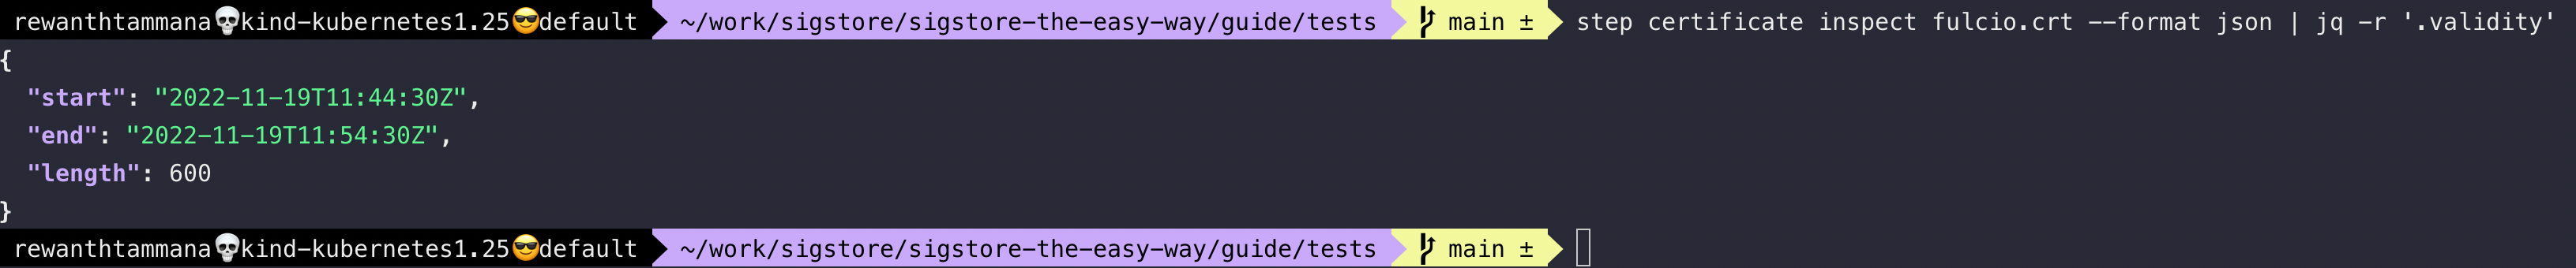 rewanthtammana💀kind-kubernetes1.25😎default ~/work/sigstore/sigstore-the-easy-way/guide/tests main ± step certificate inspect fulcio.crt --format json | jq -r '.validity'
{
"start": "2022-11-19T11:44:30Z",
"end": "2022-11-19T11:54:30Z",
"length": 600
}
rewanthtammana💀kind-kubernetes1.25😎default ~/work/sigstore/sigstore-the-easy-way/guide/tests main ±